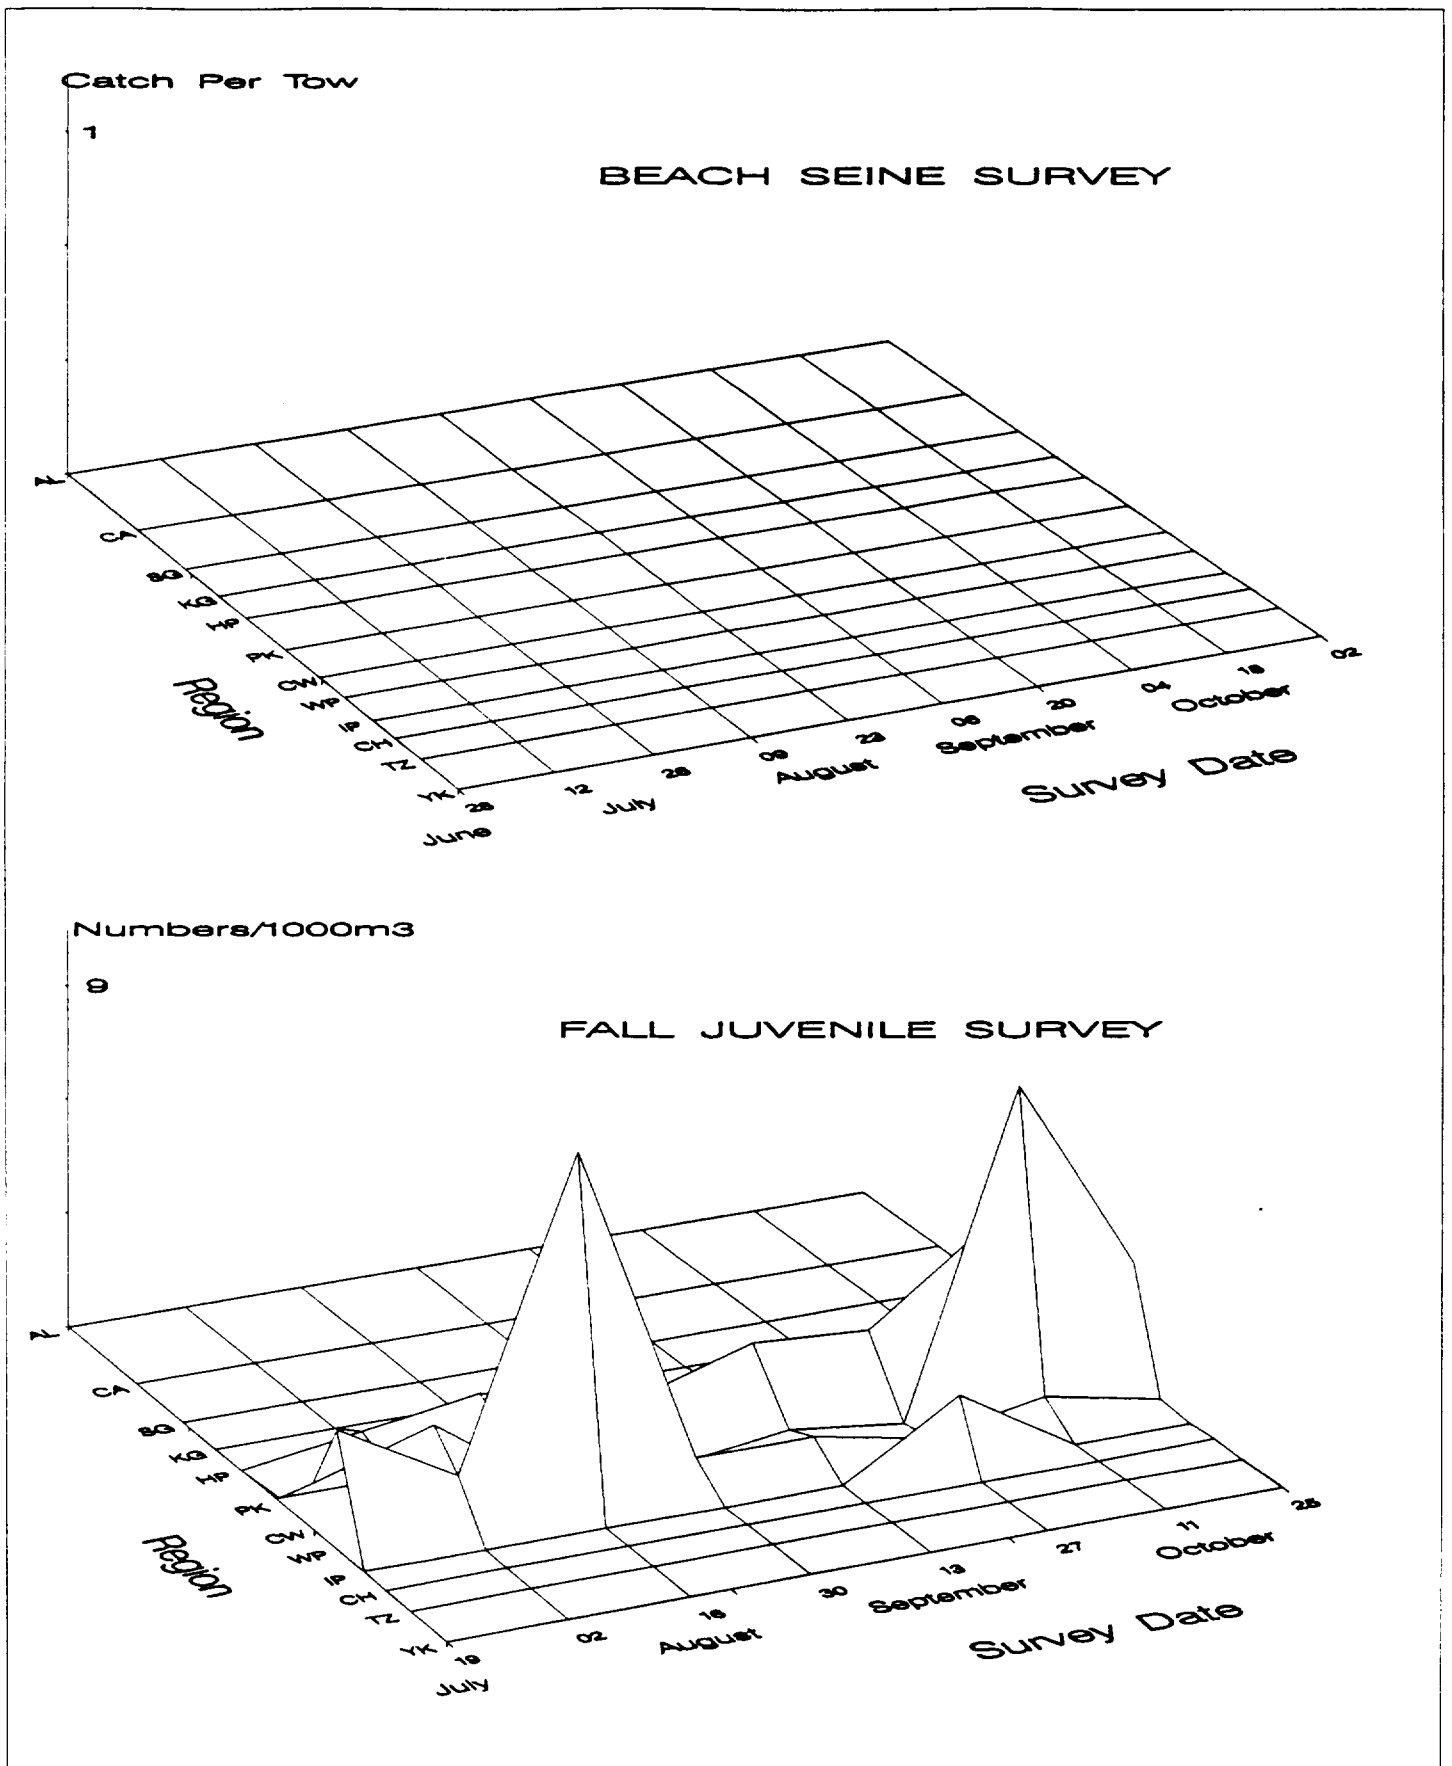 Catch Per Tow
1
BEACH SEINE SURVEY
AL
CA
SG
KG
HP
PK
CW
WP
IP
CH
TZ
YK
Region
28
12
26
09
23
06
20
04
18
02
June
July
August
September
October
Survey Date
Numbers/1000m3
9
FALL JUVENILE SURVEY
AL
CA
SG
KG
HP
PK
CW
WP
IP
CH
TZ
YK
Region
19
02
16
30
13
27
11
25
July
August
September
October
Survey Date